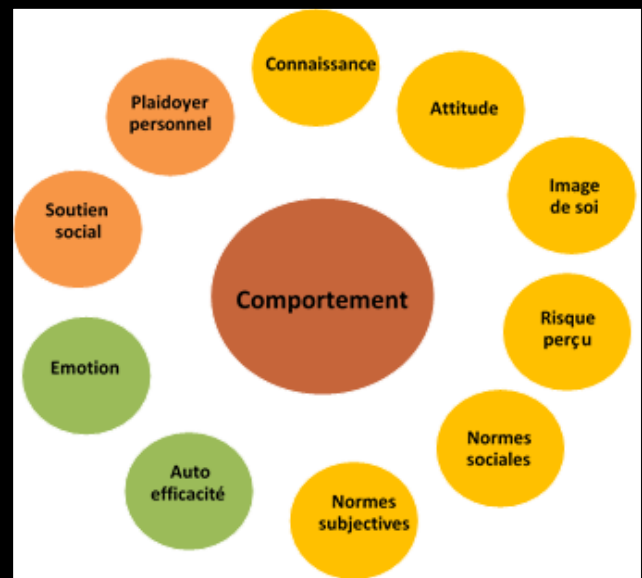 Connaissance
Attitude
Image
de soi
Risque
perçu
Normes
sociales
Normes
subjectives
Auto
efficacité
Emotion
Soutien
social
Plaidoyer
personnel
Comportement